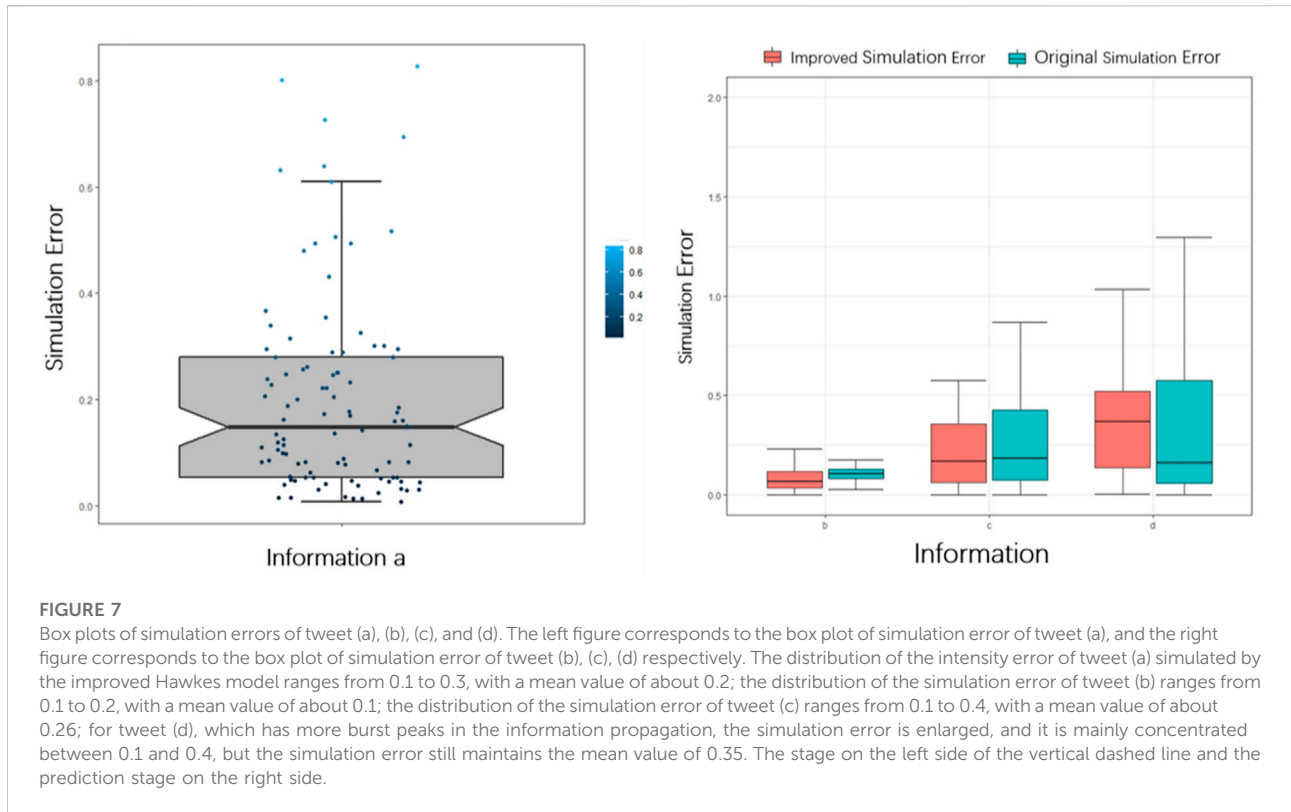 Simulation Error
0.8
0.6
0.4
0.2
0.0
Information a
0.8
0.6
0.4
0.2
Improved Simulation Error
Original Simulation Error
Simulation Error
2.0
1.5
1.0
0.5
0.0
b
c
d
Information
FIGURE 7
Box plots of simulation errors of tweet (a), (b), (c), and (d). The left figure corresponds to the box plot of simulation error of tweet (a), and the right
figure corresponds to the box plot of simulation error of tweet (b), (c), (d) respectively. The distribution of the intensity error of tweet (a) simulated by
the improved Hawkes model ranges from 0.1 to 0.3, with a mean value of about 0.2; the distribution of the simulation error of tweet (b) ranges from
0.1 to 0.2, with a mean value of about 0.1; the distribution of the simulation error of tweet (c) ranges from 0.1 to 0.4, with a mean value of about
0.26; for tweet (d), which has more burst peaks in the information propagation, the simulation error is enlarged, and it is mainly concentrated
between 0.1 and 0.4, but the simulation error still maintains the mean value of 0.35. The stage on the left side of the vertical dashed line and the
prediction stage on the right side.